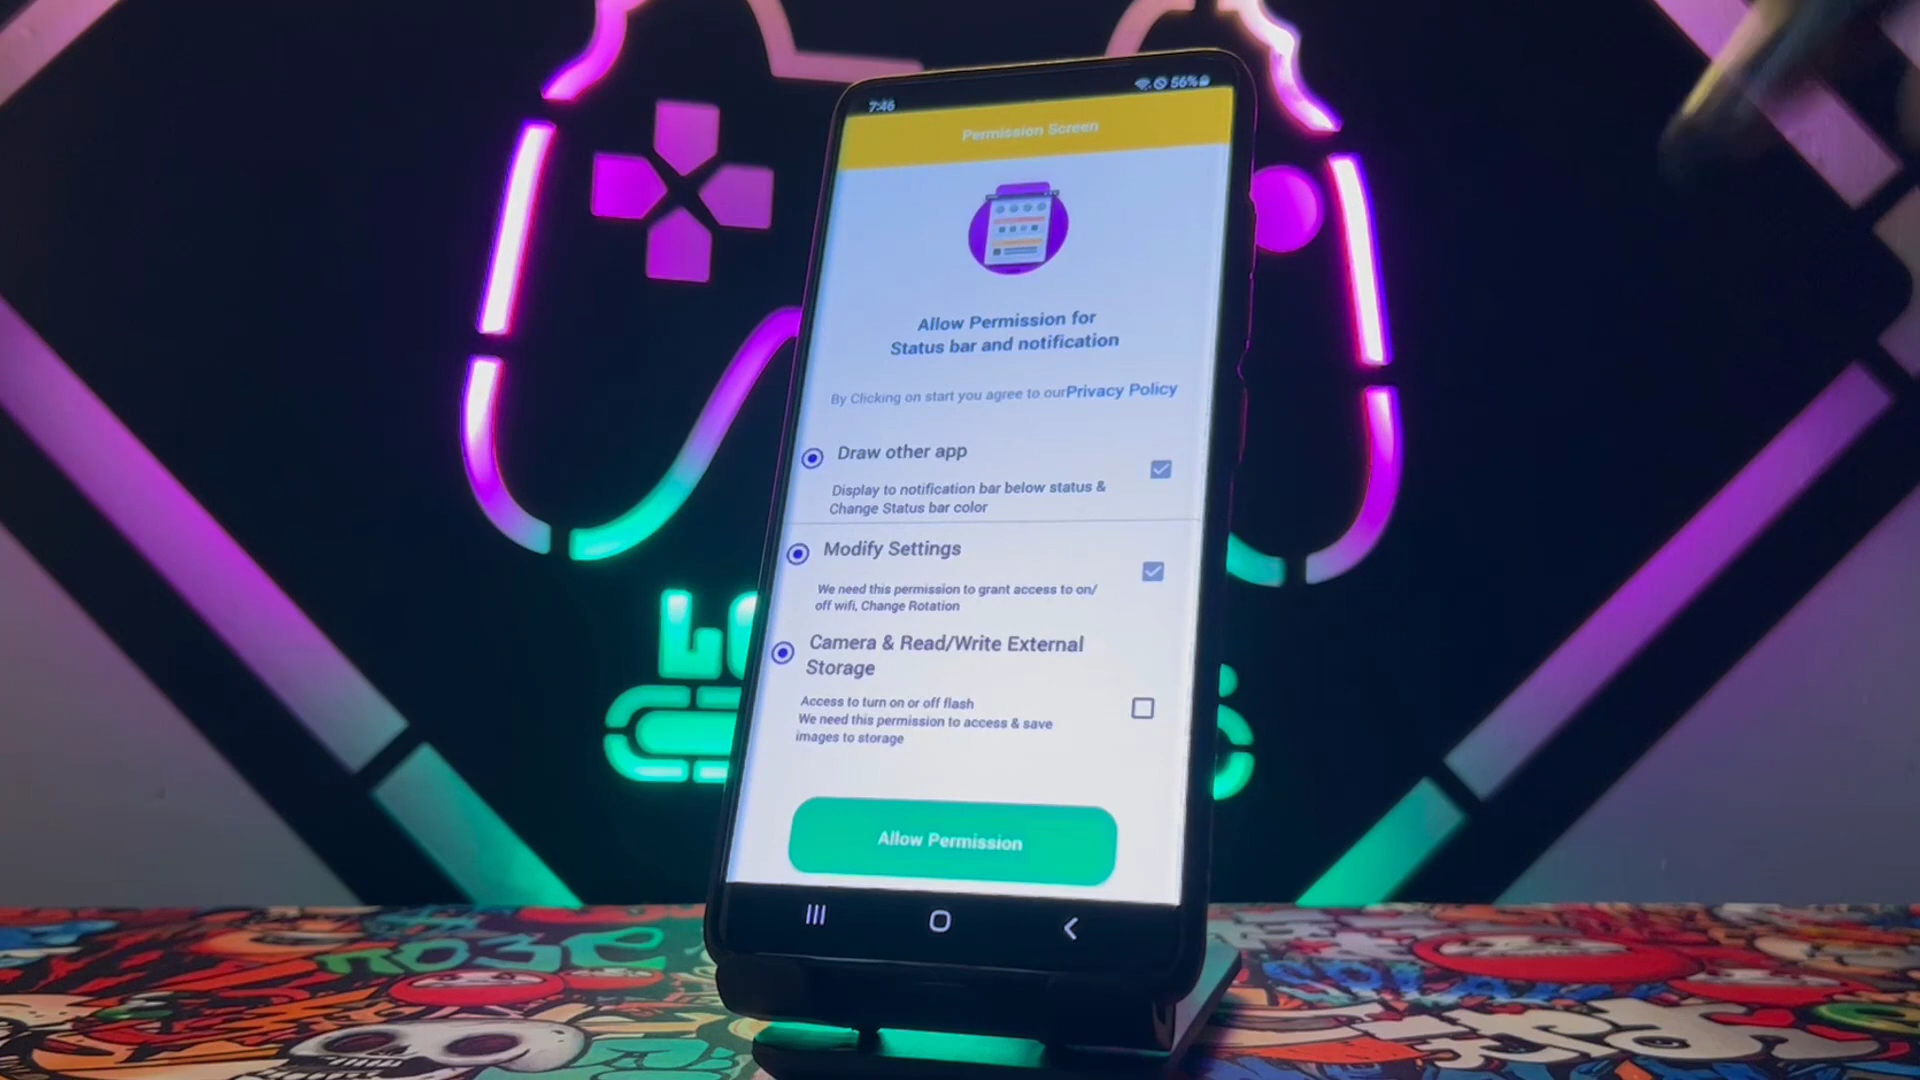 7:46
56%
Permission Screen
Allow Permission for
Status bar and notification
By Clicking on start you agree to ourPrivacy Policy
Draw other app
Display to notification bar below status &
Change Status bar color
Modify Settings
We need this permission to grant access to on/
off wifi, Change Rotation
Camera & Read/Write External
Storage
Access to turn on or off flash
We need this permission to access & save
images to storage
Allow Permission